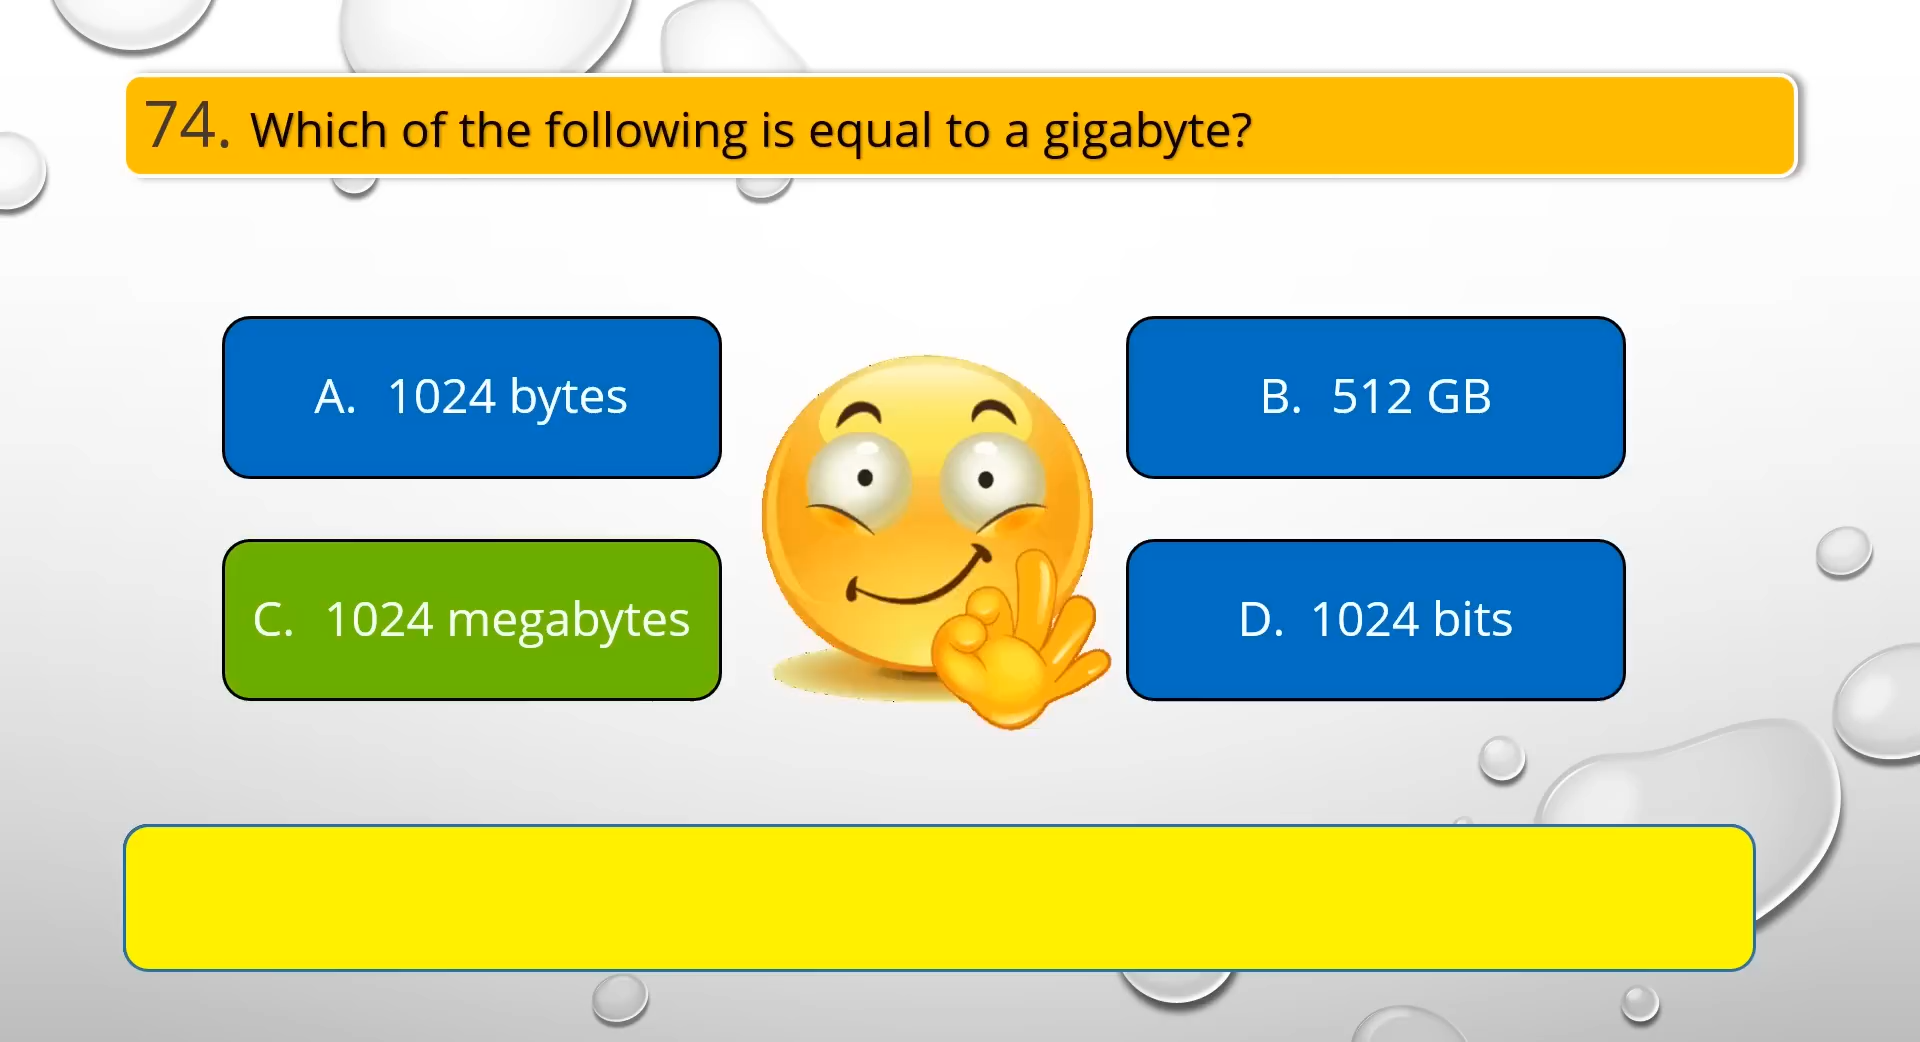 74. Which of the following is equal to a gigabyte?
A. 1024 bytes
B. 512 GB
C. 1024 megabytes
D. 1024 bits